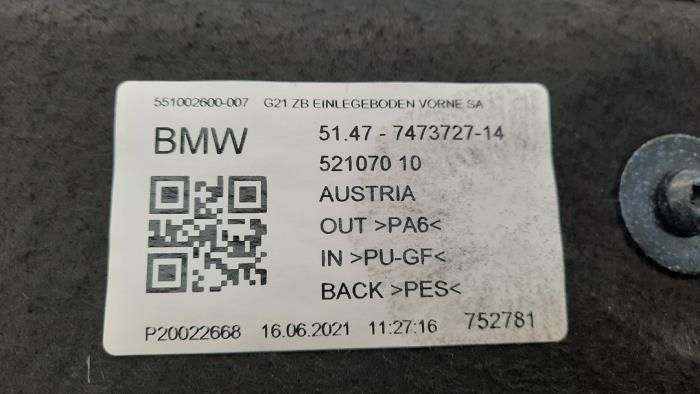 551002600-007 G21 ZB EINLEGEBODEN VORNE SA
BMW 51.47 - 7473727-14
521070 10
AUSTRIA
OUT >PA6<
IN >PU-GF<
BACK >PES<
P20022668 16.06.2021 11:27:16 752781